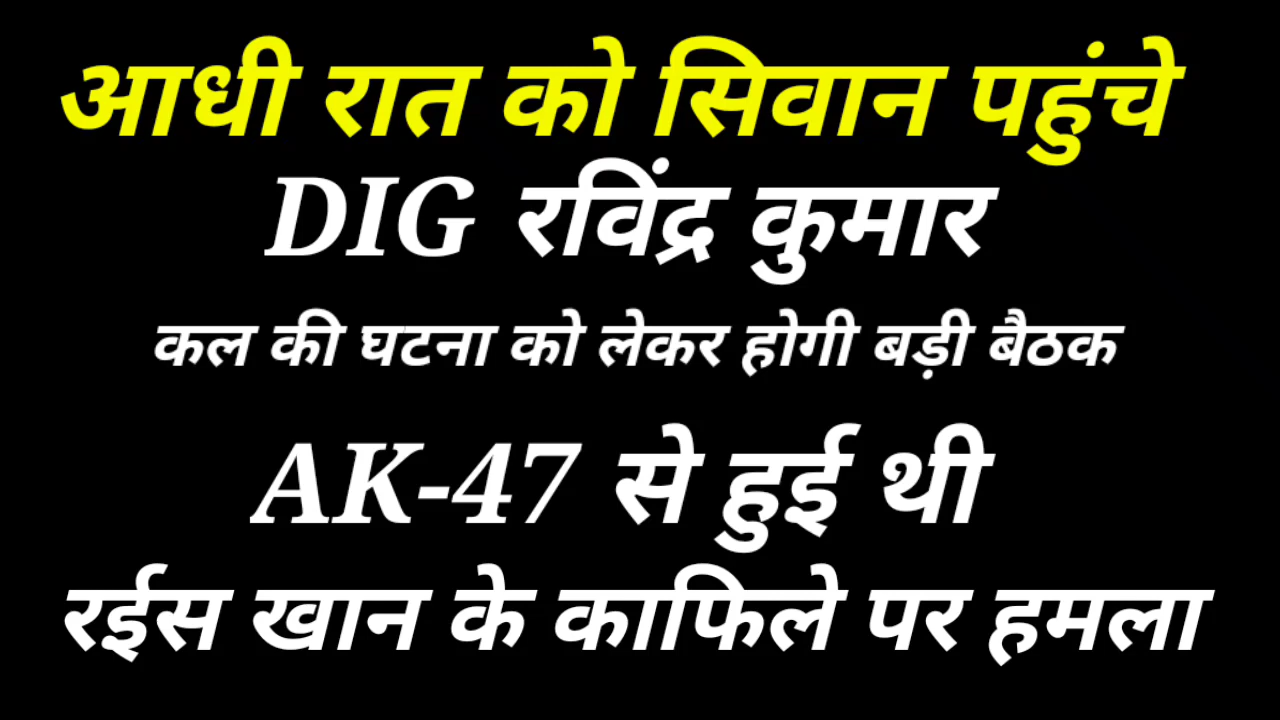 आधी रात को सिवान पहुंचे
DIG रविंद्र कुमार
कल की घटना को लेकर होगी बड़ी बैठक
AK-47 से हुई थी
रईस खान के काफिले पर हमला